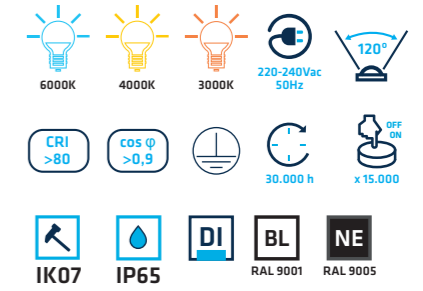 120°
6000K
4000K
3000K
220-240Vac
50Hz
CRI
>80
cos φ
>0,9
30.000 h
OFF
ON
x 15.000
IK07
IP65
DI
BL
RAL 9001
NE
RAL 9005